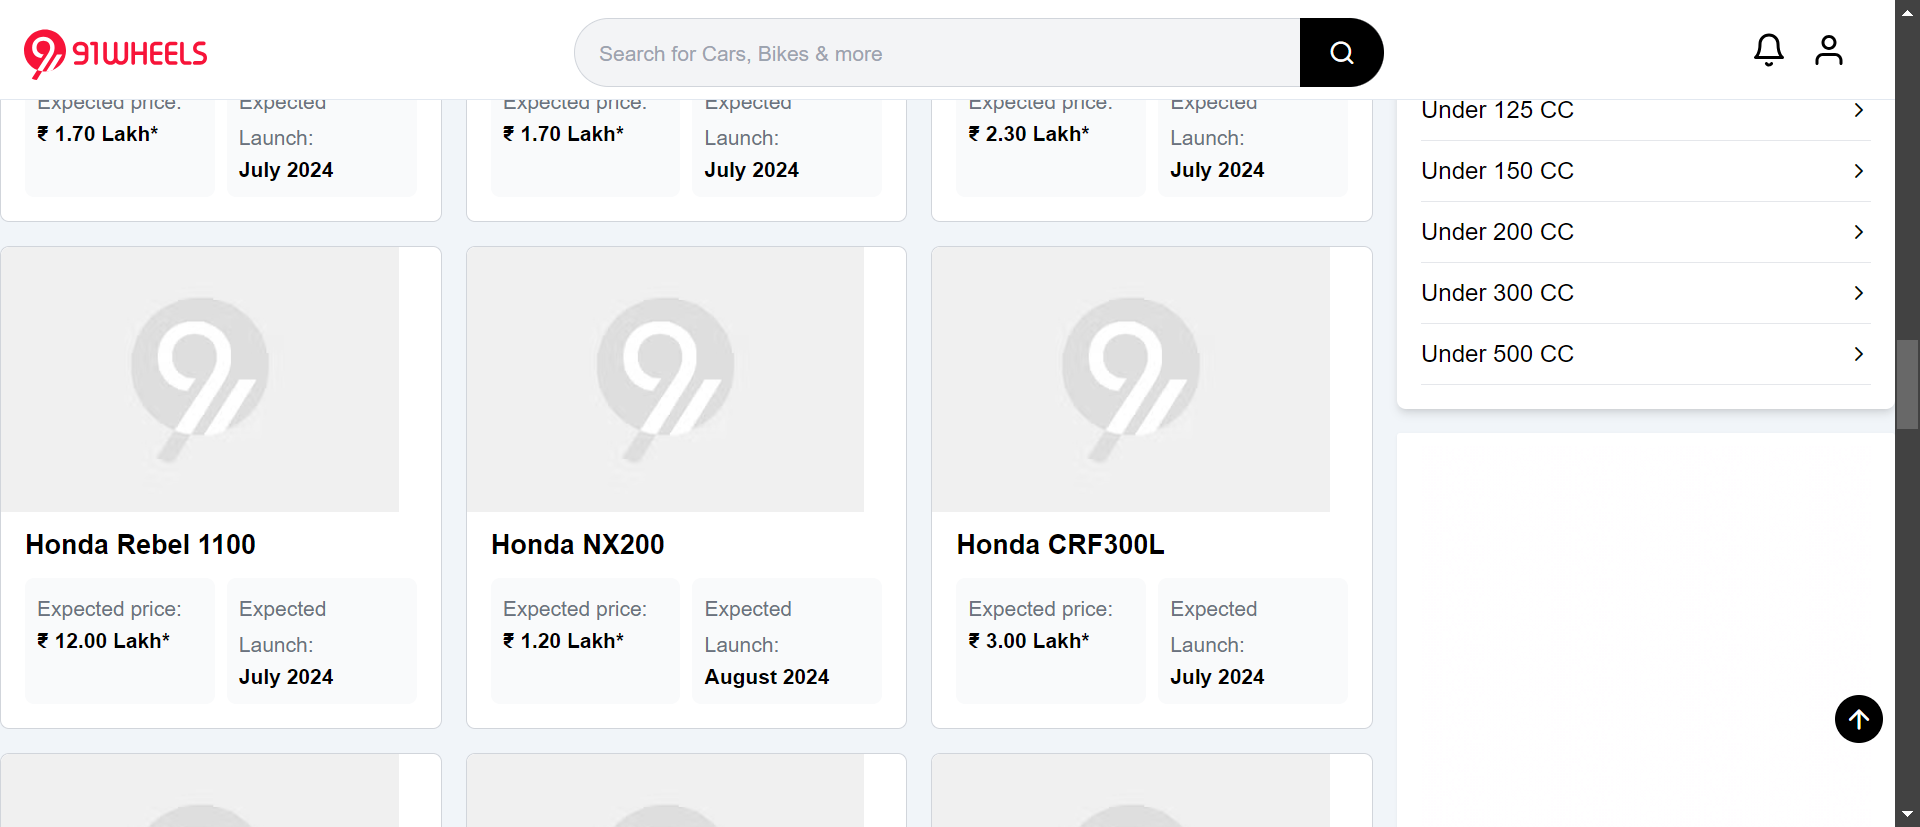 91WHEELS
Search for Cars, Bikes & more
Expected price:
₹ 1.70 Lakh*
Expected
Launch:
July 2024
Expected price:
₹ 1.70 Lakh*
Expected
Launch:
July 2024
Expected price:
₹ 2.30 Lakh*
Expected
Launch:
July 2024
Honda Rebel 1100
Expected price:
₹ 12.00 Lakh*
Expected
Launch:
July 2024
Honda NX200
Expected price:
₹ 1.20 Lakh*
Expected
Launch:
August 2024
Honda CRF300L
Expected price:
₹ 3.00 Lakh*
Expected
Launch:
July 2024
Under 125 CC
Under 150 CC
Under 200 CC
Under 300 CC
Under 500 CC